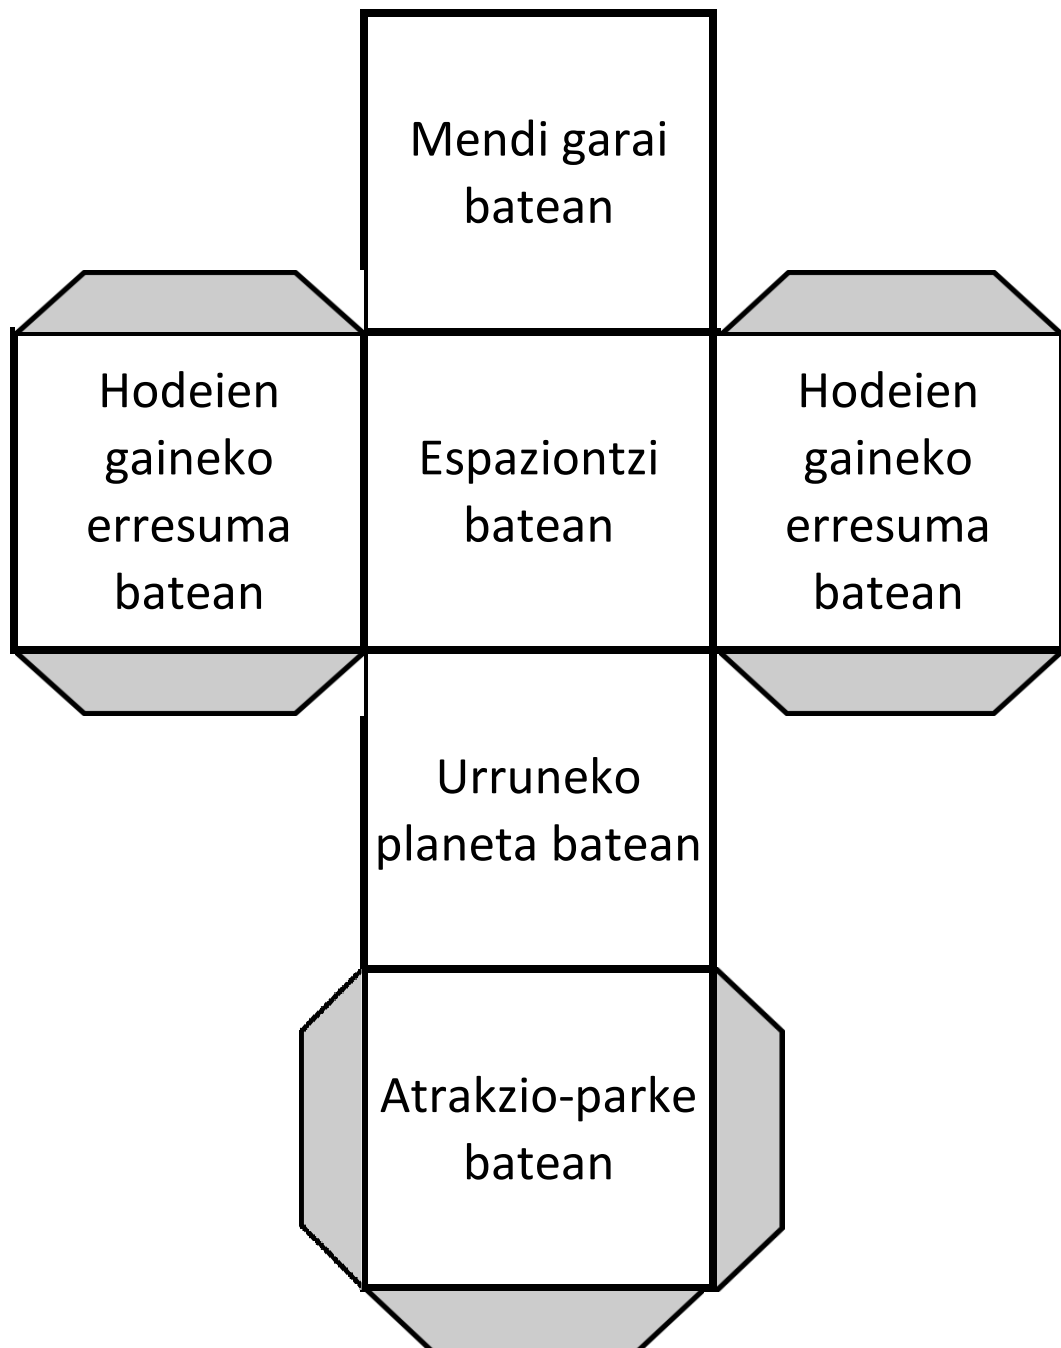 Mendi garai
batean
Hodeien
gaineko
erresuma
batean
Espaziontzi
batean
Hodeien
gaineko
erresuma
batean
Urruneko
planeta batean
Atrakzio-parke
batean